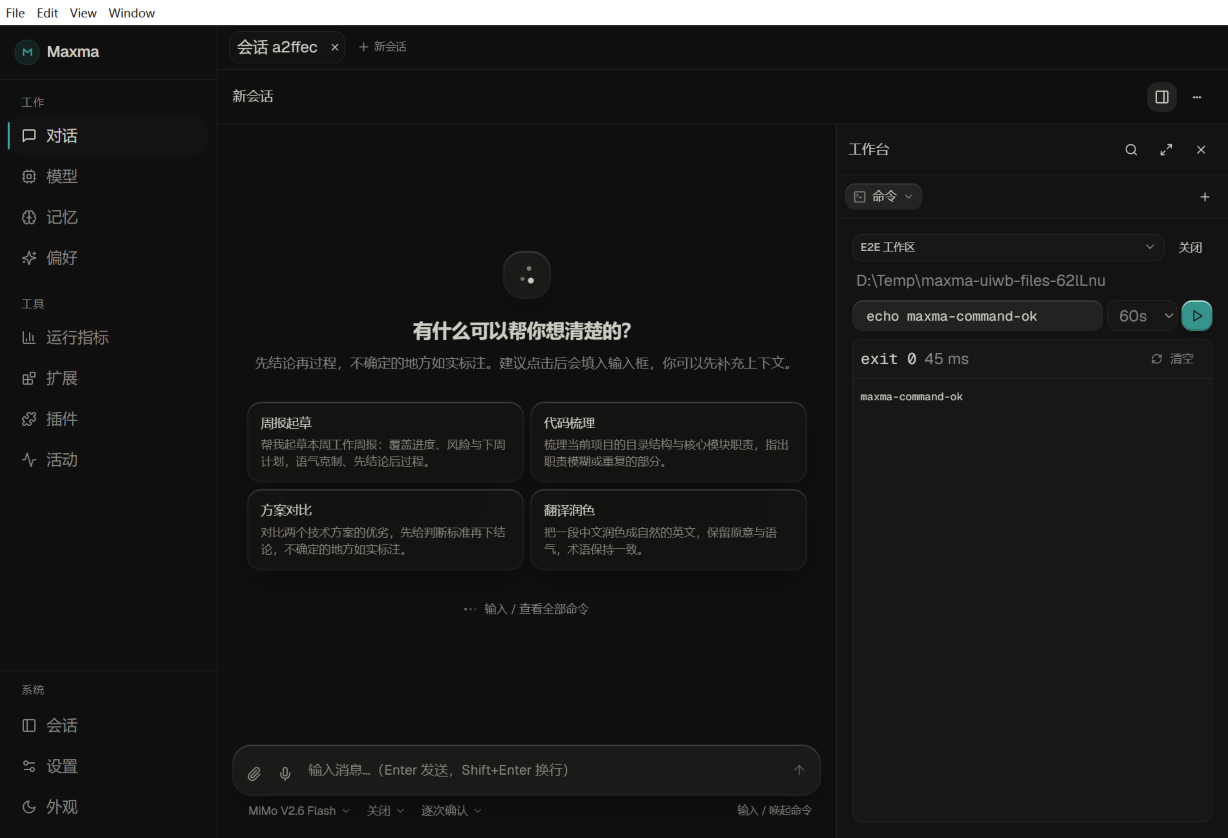 File Edit View Window
Maxma
工作
对话
模型
记忆
偏好
工具
运行指标
扩展
插件
活动
系统
会话
设置
外观
会话 a2ffec × + 新会话
新会话
有什么可以帮你想清楚的?
先结论再过程，不确定的地方如实标注。建议点击后会填入输入框，你可以先补充上下文。
周报起草
帮我起草本周工作周报：覆盖进度、风险与下周
计划，语气克制、先结论后过程。
代码梳理
梳理当前项目的目录结构与核心模块职责，指出
职责模糊或重复的部分。
方案对比
对比两个技术方案的优劣，先给判断标准再下结
论，不确定的地方如实标注。
翻译润色
把一段中文润色成自然的英文，保留原意与语
气，术语保持一致。
输入 / 查看全部命令
输入消息…（Enter 发送，Shift+Enter 换行）
MiMo V2.6 Flash 关闭 逐次确认 输入 / 唤起命令
工作台
命令
E2E 工作区 关闭
D:\Temp\maxma-uiwb-files-62lLnu
echo maxma-command-ok 60s
exit 0 45 ms 清空
maxma-command-ok